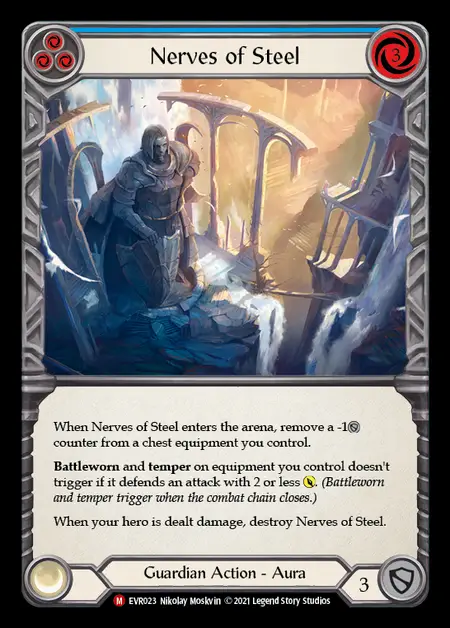 Nerves of Steel
3
When Nerves of Steel enters the arena, remove a -1
counter from a chest equipment you control.
Battleworn and temper on equipment you control doesn't
trigger if it defends an attack with 2 or less . (Battleworn
and temper trigger when the combat chain closes.)
When your hero is dealt damage, destroy Nerves of Steel.
Guardian Action - Aura
3
M EVR023 Nikolay Moskvin © 2021 Legend Story Studios